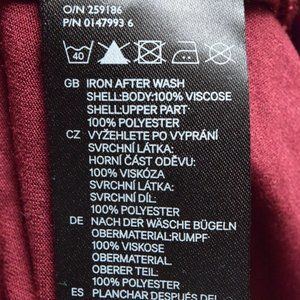 O/N 259186
P/N 0147993 6
40
GB IRON AFTER WASH
SHELL:BODY:100% VISCOSE
SHELL:UPPER PART
100% POLYESTER
CZ VYŽEHLETE PO VYPRÁNÍ
SVRCHNÍ LÁTKA:
HORNÍ ČÁST ODĚVU:
100% VISKÓZA
SVRCHNÍ LÁTKA:
SVRCHNÍ DÍL:
100% POLYESTER
DE NACH DER WÄSCHE BÜGELN
OBERMATERIAL:RUMPF
100% VISKOSE
OBERMATERIAL.
OBERER TEIL:
100% POLYESTER
ES PLANCHAR DESPUÉS DEL